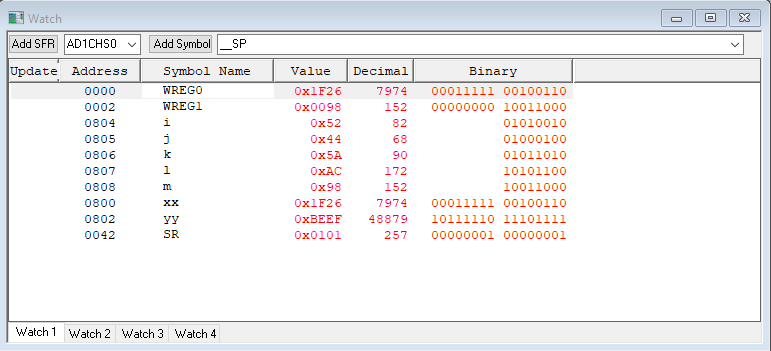 Watch
Add SFR AD1CHS0 Add Symbol __SP
Update Address Symbol Name Value Decimal Binary
0000 WREG0 0x1F26 7974 00011111 00100110
0002 WREG1 0x0098 152 00000000 10011000
0804 i 0x52 82 01010010
0805 j 0x44 68 01000100
0806 k 0x5A 90 01011010
0807 l 0xAC 172 10101100
0808 m 0x98 152 10011000
0800 xx 0x1F26 7974 00011111 00100110
0802 yy 0xBEEF 48879 10111110 11101111
0042 SR 0x0101 257 00000001 00000001
Watch 1 Watch 2 Watch 3 Watch 4